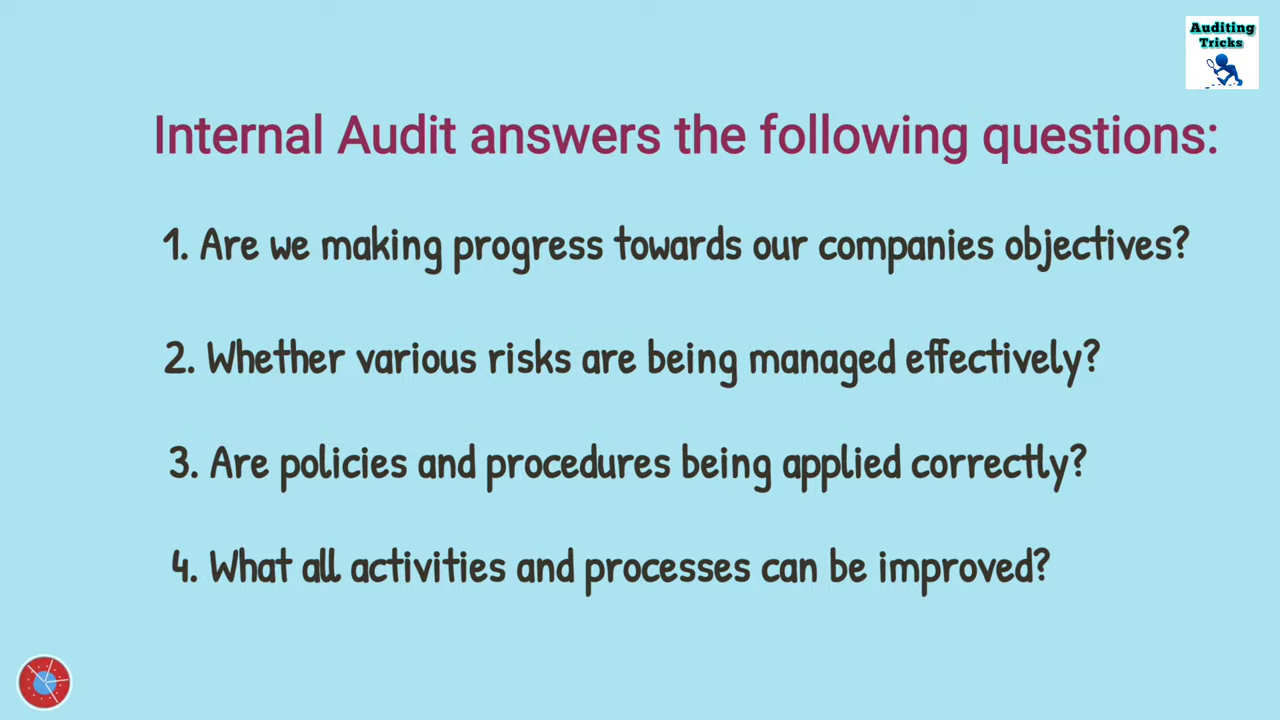 Auditing
Tricks
Internal Audit answers the following questions:
1. Are we making progress towards our companies objectives?
2. Whether various risks are being managed effectively?
3. Are policies and procedures being applied correctly?
4. What all activities and processes can be improved?